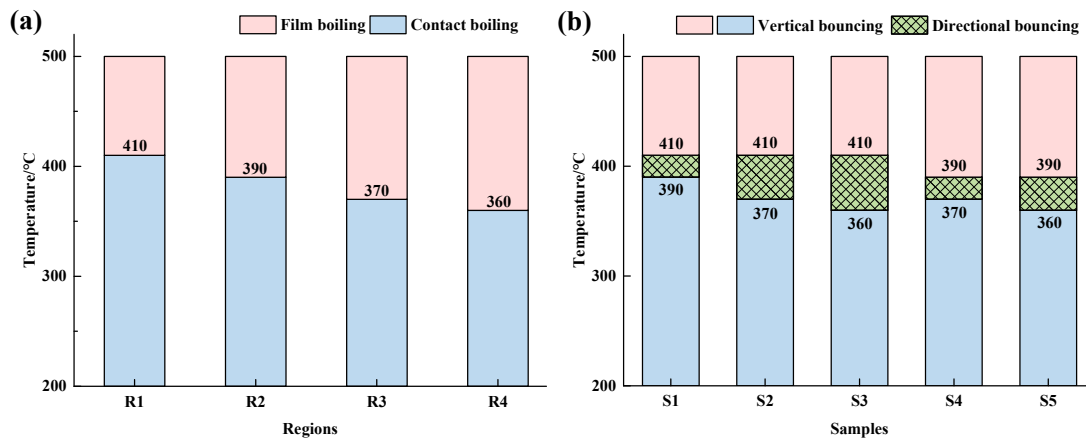 (a)
Film boiling
Contact boiling
Temperature/°C
500
400
300
200
410
390
370
360
R1
R2
R3
R4
Regions
(b)
Vertical bouncing
Directional bouncing
Temperature/°C
500
400
300
200
410
410
410
390
390
390
370
360
370
360
S1
S2
S3
S4
S5
Samples